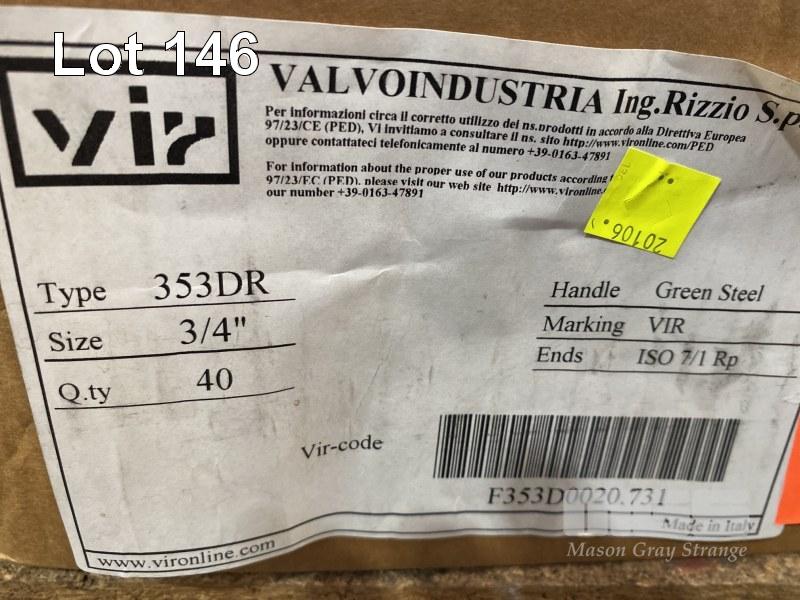 Lot 146
vir
VALVOINDUSTRIA Ing.Rizzio S.p.
Per informazioni circa il corretto utilizzo dei ns.prodotti in accordo alla Direttiva Europea
97/23/CE (PED), Vi invitiamo a consultare il ns. sito http://www.vironline.com/PED
oppure contattateci telefonicamente al numero +39-0163-47891
For information about the proper use of our products according
97/23/EC (PED), please visit our web site http://www.vironline.
our number +39-0163-47891
20106.
Type 353DR
Size 3/4"
Q.ty 40
Handle Green Steel
Marking VIR
Ends ISO 7/1 Rp
Vir-code
F353D0020.731
Made in Italy
www.vironline.com
Mason Gray Strange